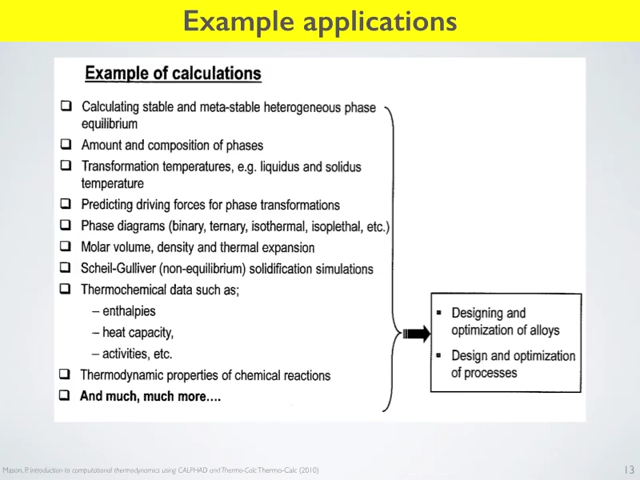 Example applications
Example of calculations
❑ Calculating stable and meta-stable heterogeneous phase
equilibrium
❑ Amount and composition of phases
❑ Transformation temperatures, e.g. liquidus and solidus
temperature
❑ Predicting driving forces for phase transformations
❑ Phase diagrams (binary, ternary, isothermal, isoplethal, etc.)
❑ Molar volume, density and thermal expansion
❑ Scheil-Gulliver (non-equilibrium) solidification simulations
❑ Thermochemical data such as;
– enthalpies
– heat capacity,
– activities, etc.
❑ Thermodynamic properties of chemical reactions
❑ And much, much more....
▪ Designing and
optimization of alloys
▪ Design and optimization
of processes
Mason, P. Introduction to computational thermodynamics using CALPHAD and Thermo-Calc Thermo-Calc (2010)
13